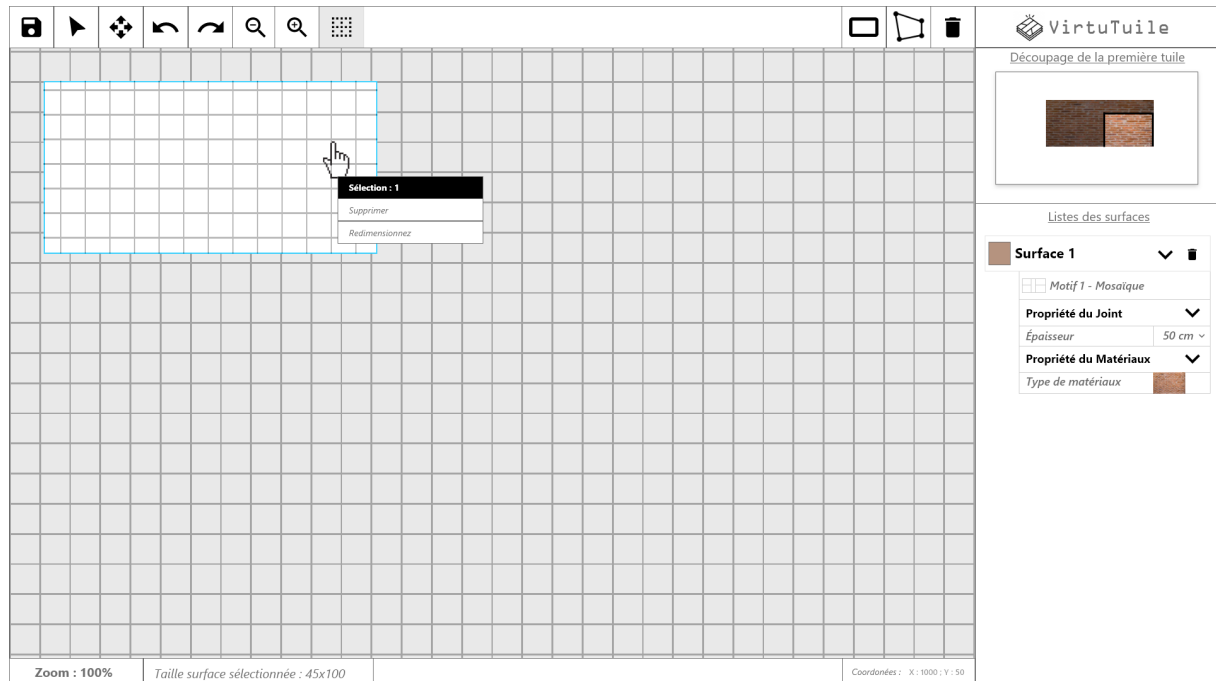 VirtuTuile
Découpage de la première tuile
Sélection : 1
Supprimer
Redimensionnez
Listes des surfaces
Surface 1
Motif 1 - Mosaïque
Propriété du Joint
Épaisseur 50 cm
Propriété du Matériaux
Type de matériaux
Zoom : 100%
Taille surface sélectionnée : 45x100
Coordonées : X : 1000 ; Y : 50